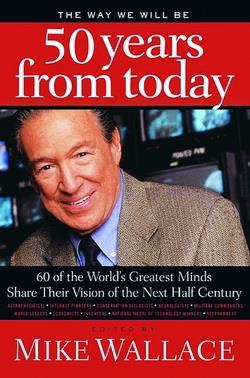 THE WAY WE WILL BE
50 years
from today
60 of the World's Greatest Minds
Share Their Vision of the Next Half Century
ASTROPHYSICISTS • INTERNET PIONEERS • CONSERVATION BIOLOGISTS • NEUROLOGISTS • MILITARY COMMANDERS
WORLD LEADERS • ECONOMISTS • INVENTORS • NATIONAL MEDAL OF TECHNOLOGY WINNERS • ASTRONOMERS
EDITED BY
MIKE WALLACE